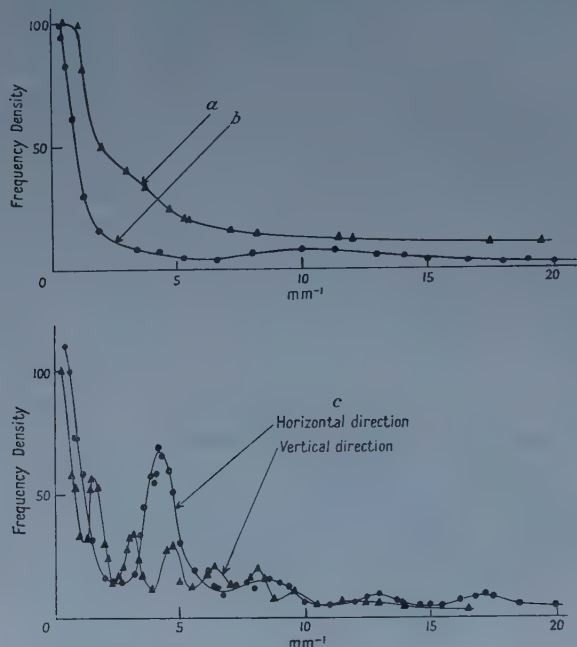 100
50
0
Frequency Density
a
b
5
10
15
20
mm⁻¹
100
50
0
Frequency Density
c
Horizontal direction
Vertical direction
5
10
15
20
mm⁻¹